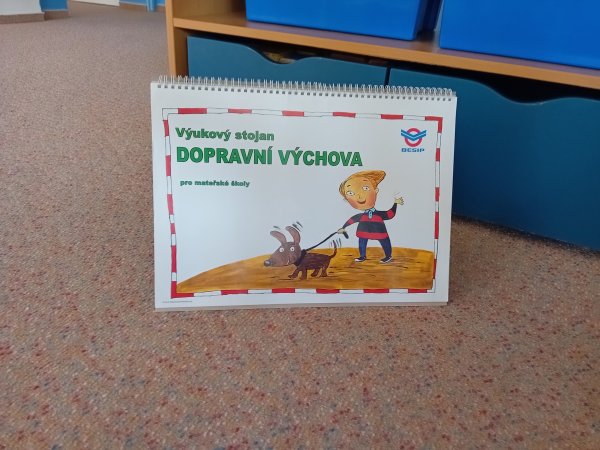 Výukový stojan
DOPRAVNÍ VÝCHOVA
BESIP
pro mateřské školy